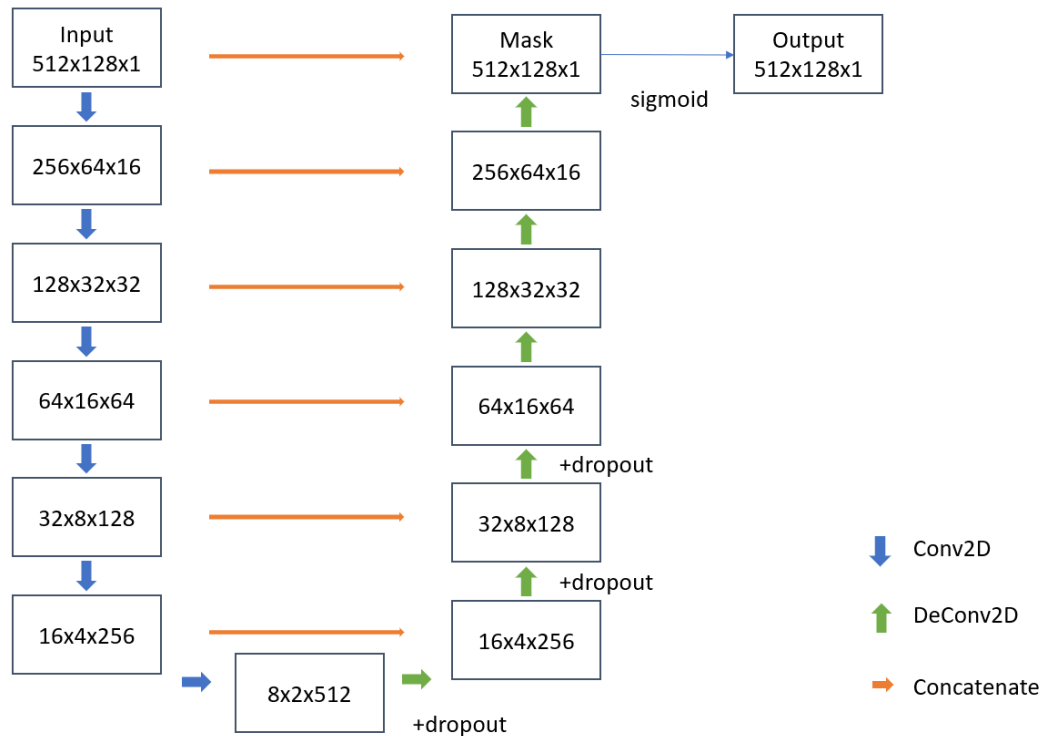 Input
512x128x1
Mask
512x128x1
Output
512x128x1
sigmoid
256x64x16
256x64x16
128x32x32
128x32x32
64x16x64
64x16x64
+dropout
32x8x128
32x8x128
+dropout
16x4x256
16x4x256
8x2x512
+dropout
Conv2D
DeConv2D
Concatenate